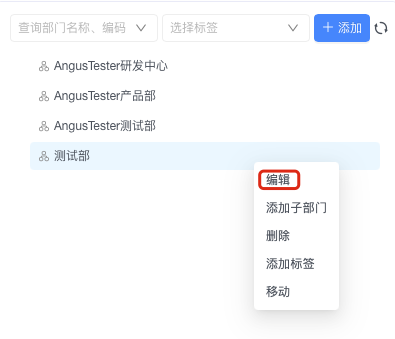 查询部门名称、编码 选择标签 添加
AngusTester研发中心
AngusTester产品部
AngusTester测试部
测试部
编辑
添加子部门
删除
添加标签
移动